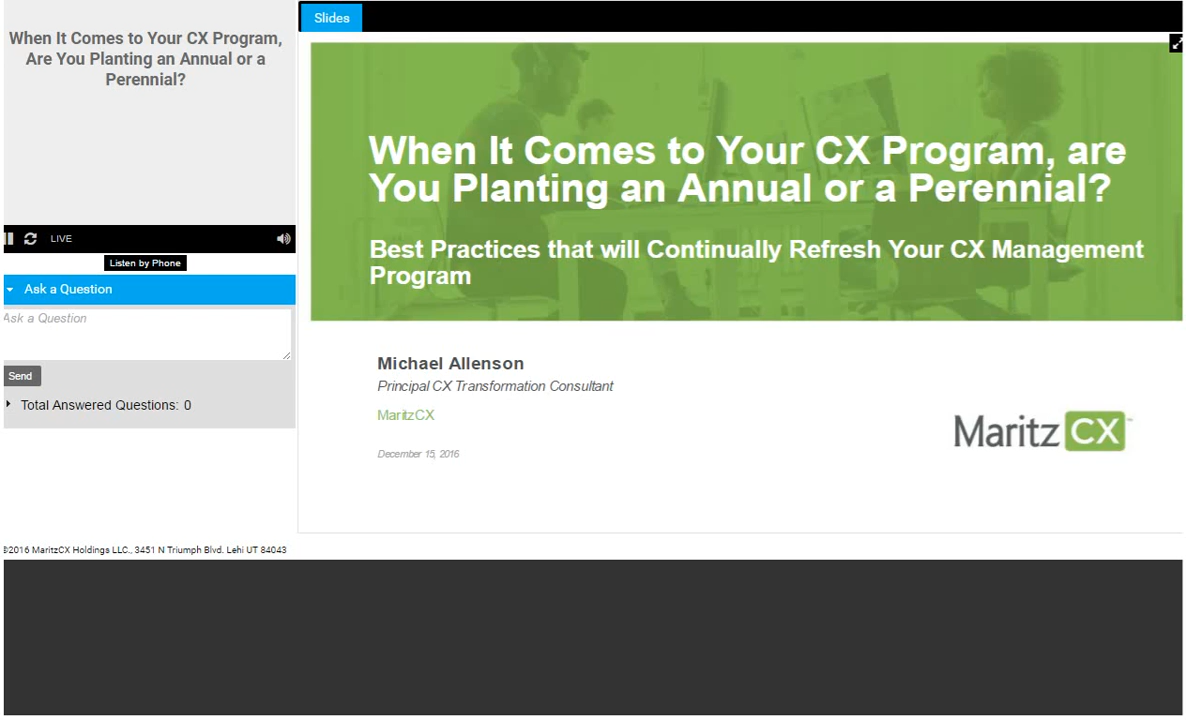 When It Comes to Your CX Program,
Are You Planting an Annual or a
Perennial?
LIVE
Listen by Phone
Ask a Question
Ask a Question
Send
Total Answered Questions: 0
©2016 MaritzCX Holdings LLC., 3451 N Triumph Blvd. Lehi UT 84043
Slides
When It Comes to Your CX Program, are
You Planting an Annual or a Perennial?
Best Practices that will Continually Refresh Your CX Management
Program
Michael Allenson
Principal CX Transformation Consultant
MaritzCX
December 15, 2016
Maritz CX™